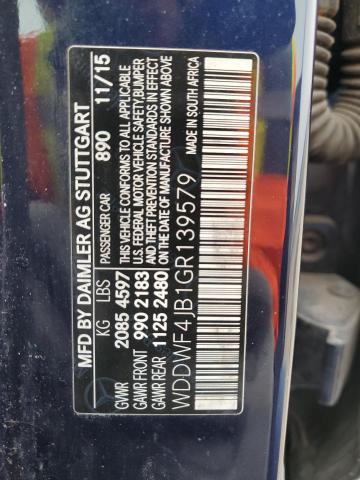 MFD BY DAIMLER AG STUTTGART
KG LBS PASSENGER CAR 890 11/15
GVWR 2085 4597 THIS VEHICLE CONFORMS TO ALL APPLICABLE
GAWR FRONT 990 2183 U.S. FEDERAL MOTOR VEHICLE SAFETY, BUMPER
GAWR REAR 1125 2480 AND THEFT PREVENTION STANDARDS IN EFFECT
ON THE DATE OF MANUFACTURE SHOWN ABOVE
MADE IN SOUTH AFRICA
WDDWF4JB1GR139579